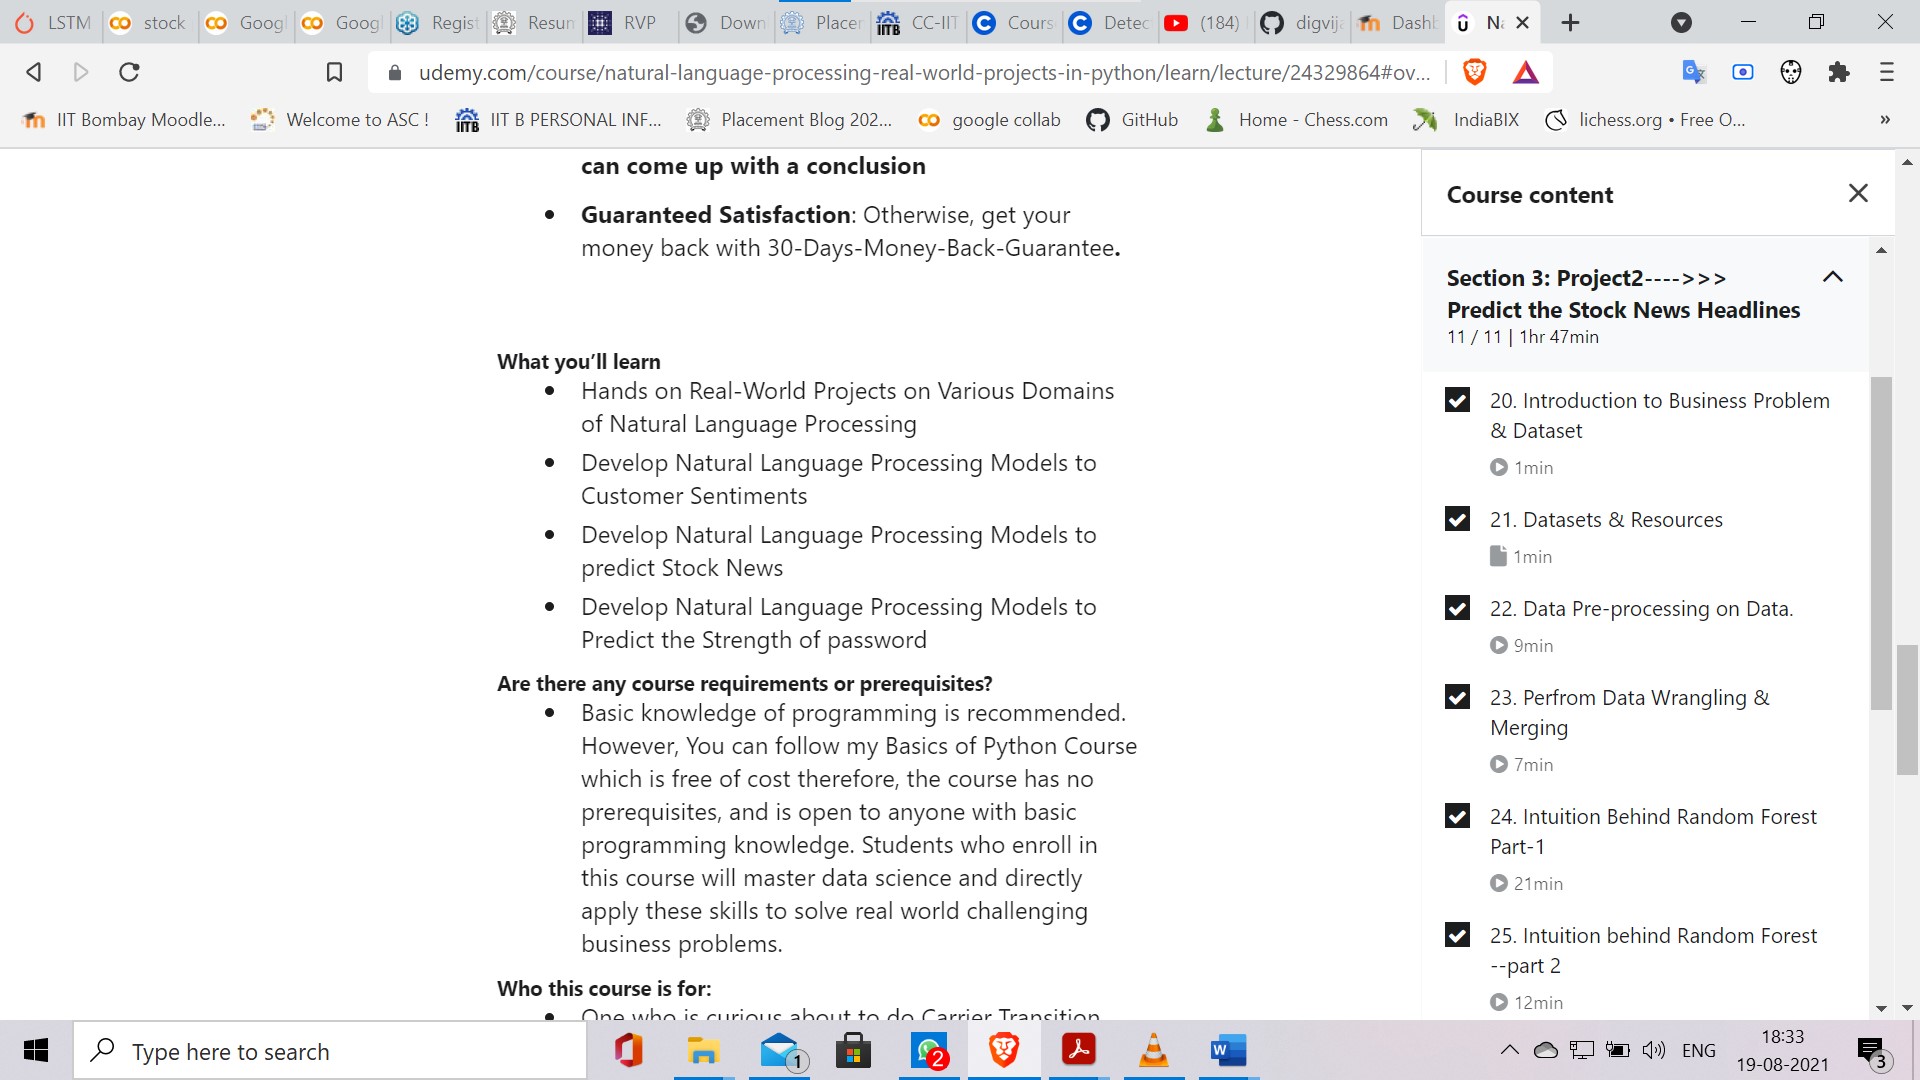 LSTM
stock
Googl
Googl
Regist
Resun
RVP
Down
Placer
CC-IIT
Cours
Detec
(184)
digvija
Dashb
Na
udemy.com/course/natural-language-processing-real-world-projects-in-python/learn/lecture/24329864#ov...
IIT Bombay Moodle...
Welcome to ASC !
IIT B PERSONAL INF...
Placement Blog 202...
google collab
GitHub
Home - Chess.com
IndiaBIX
lichess.org • Free O...
»
can come up with a conclusion
• Guaranteed Satisfaction: Otherwise, get your
money back with 30-Days-Money-Back-Guarantee.
What you’ll learn
• Hands on Real-World Projects on Various Domains
of Natural Language Processing
• Develop Natural Language Processing Models to
Customer Sentiments
• Develop Natural Language Processing Models to
predict Stock News
• Develop Natural Language Processing Models to
Predict the Strength of password
Are there any course requirements or prerequisites?
• Basic knowledge of programming is recommended.
However, You can follow my Basics of Python Course
which is free of cost therefore, the course has no
prerequisites, and is open to anyone with basic
programming knowledge. Students who enroll in
this course will master data science and directly
apply these skills to solve real world challenging
business problems.
Who this course is for:
• One who is curious about to do Carrier Transition
Course content
Section 3: Project2---->>>
Predict the Stock News Headlines
11 / 11 | 1hr 47min
20. Introduction to Business Problem
& Dataset
1min
21. Datasets & Resources
1min
22. Data Pre-processing on Data.
9min
23. Perfrom Data Wrangling &
Merging
7min
24. Intuition Behind Random Forest
Part-1
21min
25. Intuition behind Random Forest
--part 2
12min
Type here to search
1
2
ENG
18:33
19-08-2021
3